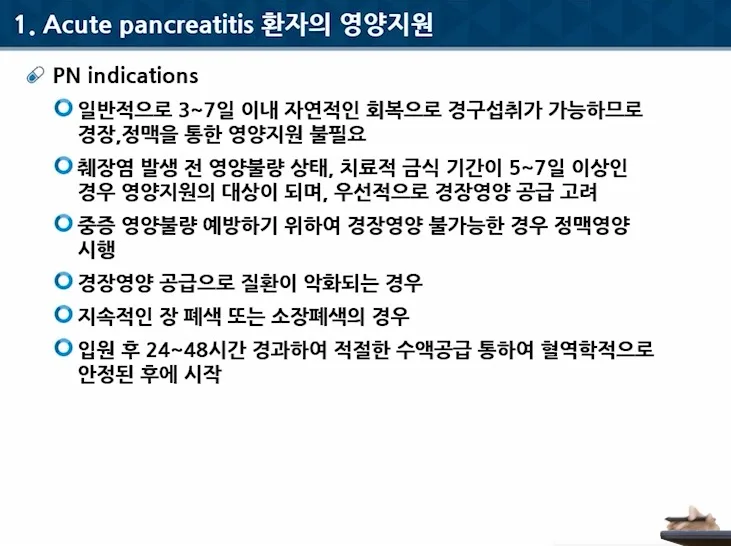 1. Acute pancreatitis 환자의 영양지원
PN indications
일반적으로 3~7일 이내 자연적인 회복으로 경구섭취가 가능하므로
경장,정맥을 통한 영양지원 불필요
췌장염 발생 전 영양불량 상태, 치료적 금식 기간이 5~7일 이상인
경우 영양지원의 대상이 되며, 우선적으로 경장영양 공급 고려
중증 영양불량 예방하기 위하여 경장영양 불가능한 경우 정맥영양
시행
경장영양 공급으로 질환이 악화되는 경우
지속적인 장 폐색 또는 소장폐색의 경우
입원 후 24~48시간 경과하여 적절한 수액공급 통하여 혈역학적으로
안정된 후에 시작